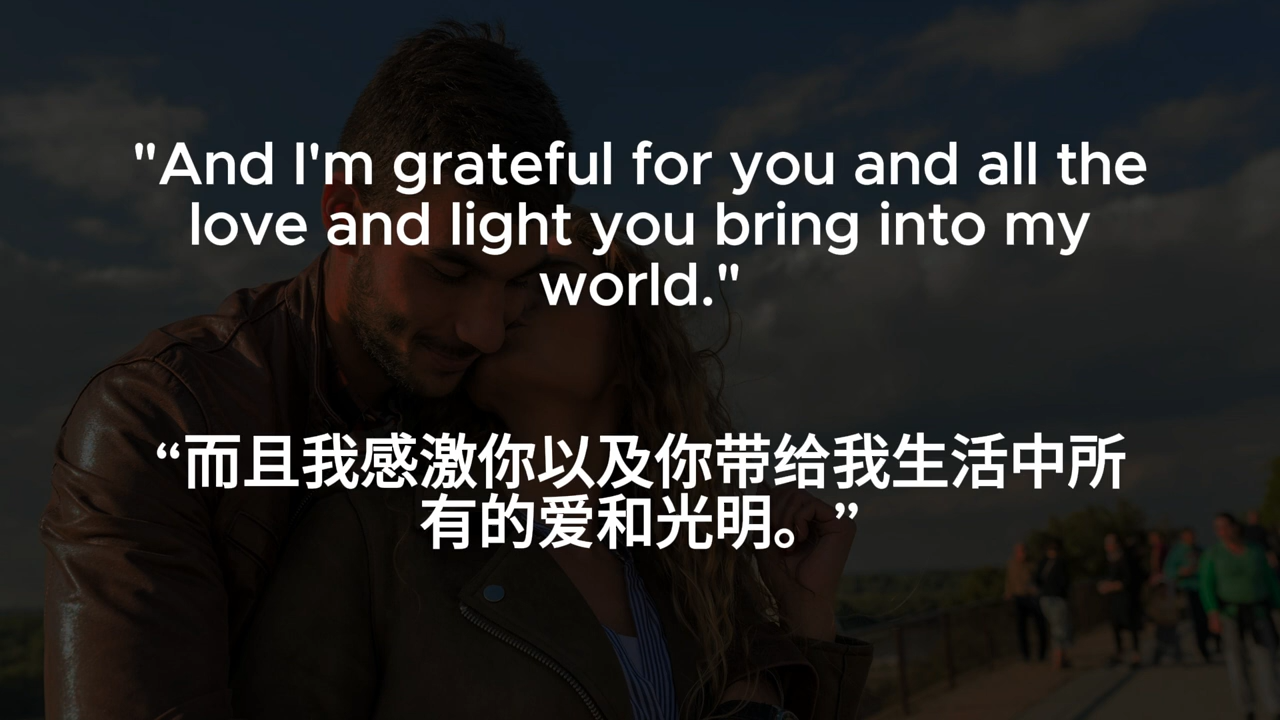 "And I'm grateful for you and all the
love and light you bring into my
world."
“而且我感激你以及你带给我生活中所
有的爱和光明。”